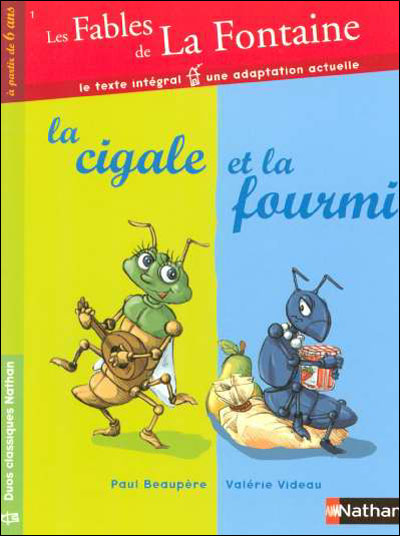 1
Les Fables
de La Fontaine
le texte intégral une adaptation actuelle
à partir de 6 ans
la
cigale et la
fourmi
Duos classiques Nathan
Paul Beaupère Valérie Videau
Nathan